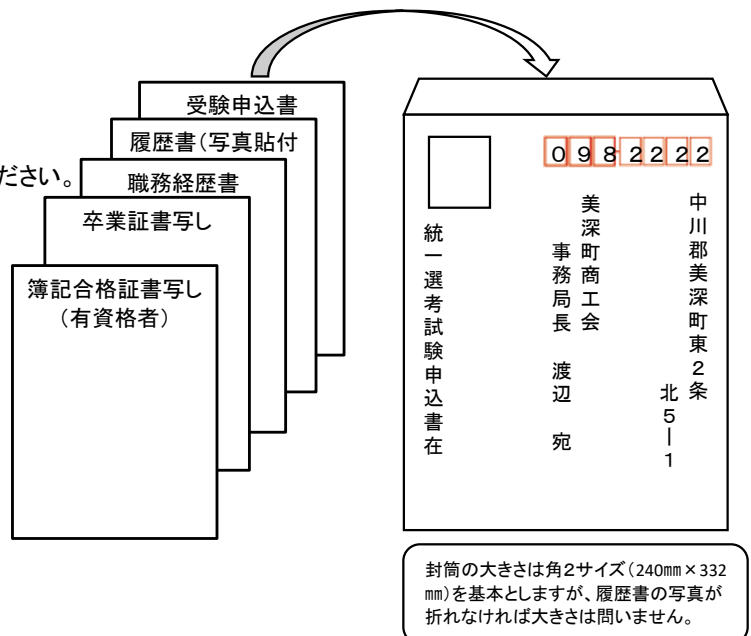 受験申込書
履歴書(写真貼付
ださい。
職務経歴書
卒業証書写し
簿記合格証書写し
(有資格者)
0982222
中川郡美深町東2条
北5ー1
美深町商工会
事務局長 渡辺 宛
統一選考試験申込書在
封筒の大きさは角2サイズ(240㎜×332
㎜)を基本としますが、履歴書の写真が
折れなければ大きさは問いません。